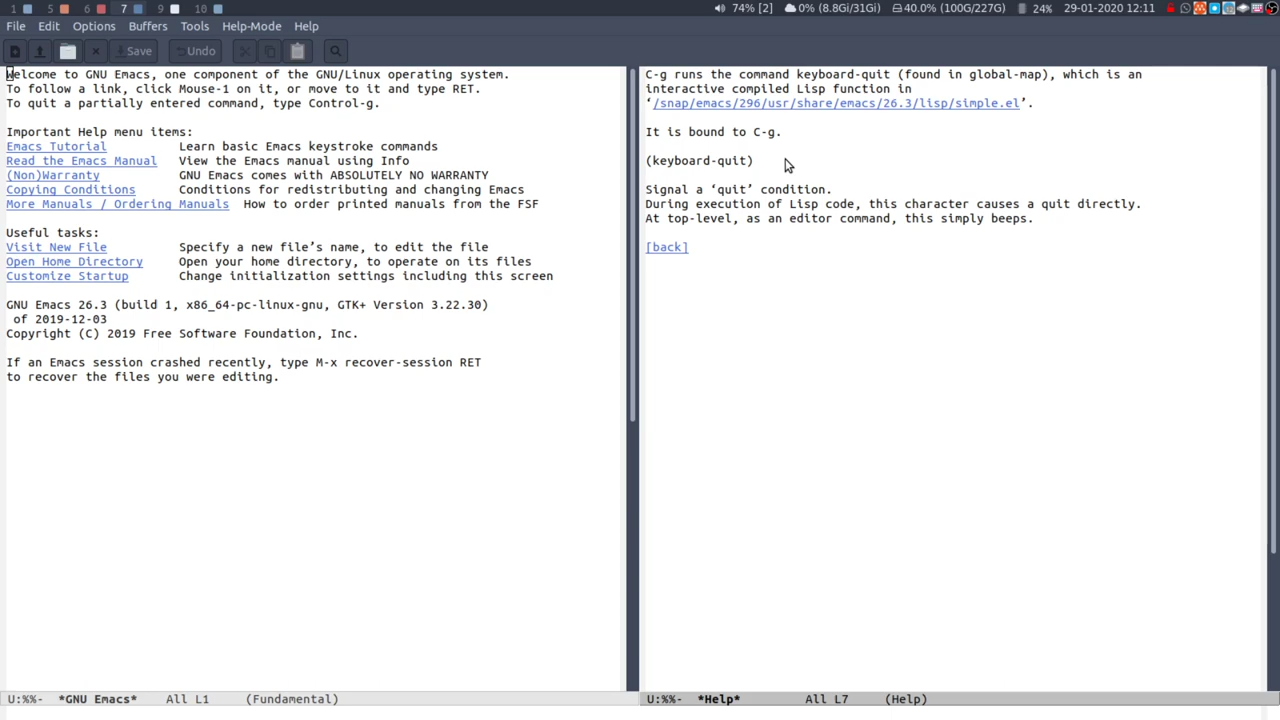 1 5 6 7 9 10 74% [2] 0% (8.8Gi/31Gi) 40.0% (100G/227G) 24% 29-01-2020 12:11
File Edit Options Buffers Tools Help-Mode Help
Save Undo
Welcome to GNU Emacs, one component of the GNU/Linux operating system.
To follow a link, click Mouse-1 on it, or move to it and type RET.
To quit a partially entered command, type Control-g.
Important Help menu items:
Emacs Tutorial Learn basic Emacs keystroke commands
Read the Emacs Manual View the Emacs manual using Info
(Non)Warranty GNU Emacs comes with ABSOLUTELY NO WARRANTY
Copying Conditions Conditions for redistributing and changing Emacs
More Manuals / Ordering Manuals How to order printed manuals from the FSF
Useful tasks:
Visit New File Specify a new file’s name, to edit the file
Open Home Directory Open your home directory, to operate on its files
Customize Startup Change initialization settings including this screen
GNU Emacs 26.3 (build 1, x86_64-pc-linux-gnu, GTK+ Version 3.22.30)
of 2019-12-03
Copyright (C) 2019 Free Software Foundation, Inc.
If an Emacs session crashed recently, type M-x recover-session RET
to recover the files you were editing.
U:%%- *GNU Emacs* All L1 (Fundamental)
C-g runs the command keyboard-quit (found in global-map), which is an
interactive compiled Lisp function in
‘/snap/emacs/296/usr/share/emacs/26.3/lisp/simple.el’.
It is bound to C-g.
(keyboard-quit)
Signal a ‘quit’ condition.
During execution of Lisp code, this character causes a quit directly.
At top-level, as an editor command, this simply beeps.
[back]
U:%%- *Help* All L7 (Help)